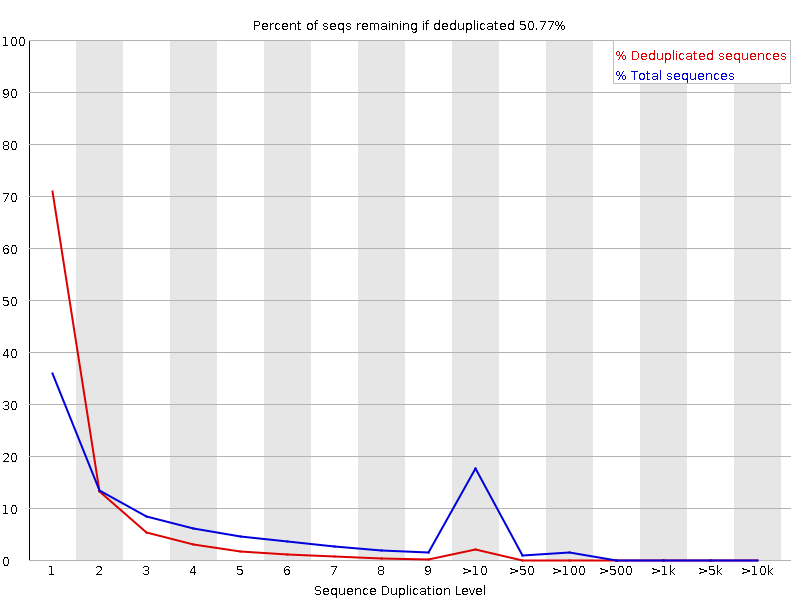 Percent of seqs remaining if deduplicated 50.77%
% Deduplicated sequences
% Total sequences
100
90
80
70
60
50
40
30
20
10
0
1 2 3 4 5 6 7 8 9 >10 >50 >100 >500 >1k >5k >10k
Sequence Duplication Level